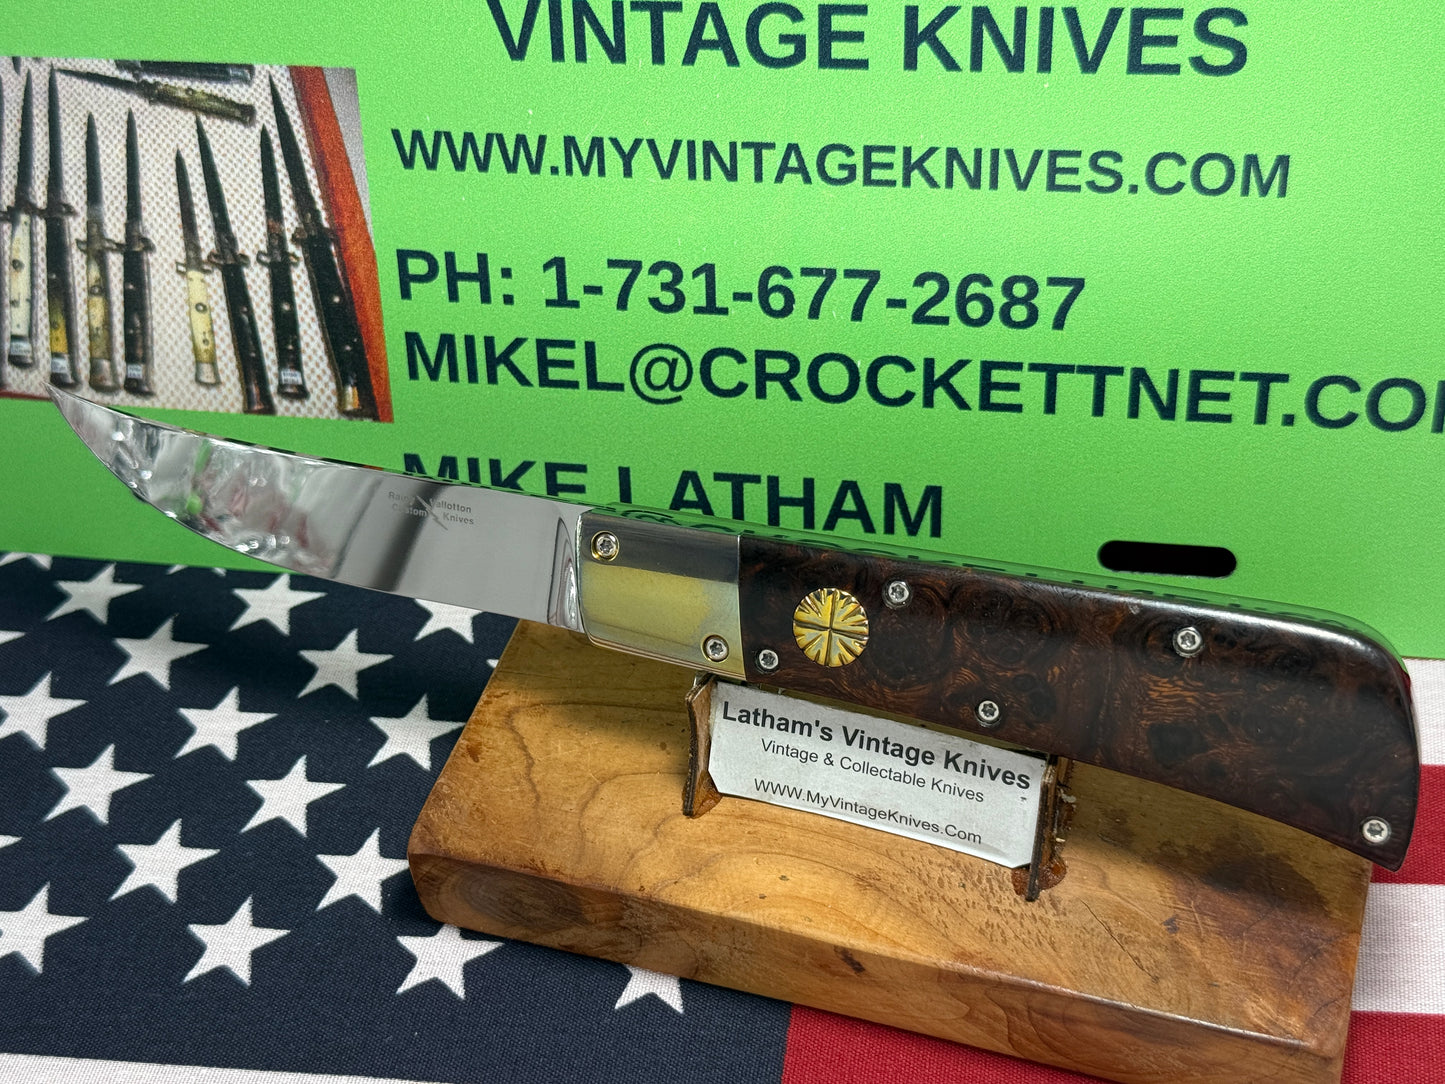 VINTAGE KNIVES
WWW.MYVINTAGEKNIVES.COM
PH: 1-731-677-2687
MIKEL@CROCKETTNET.CO
MIKE LATHAM
Vallotton
Custom Knives
Latham's Vintage Knives
Vintage & Collectable Knives
WWW.MyVintageKnives.Com